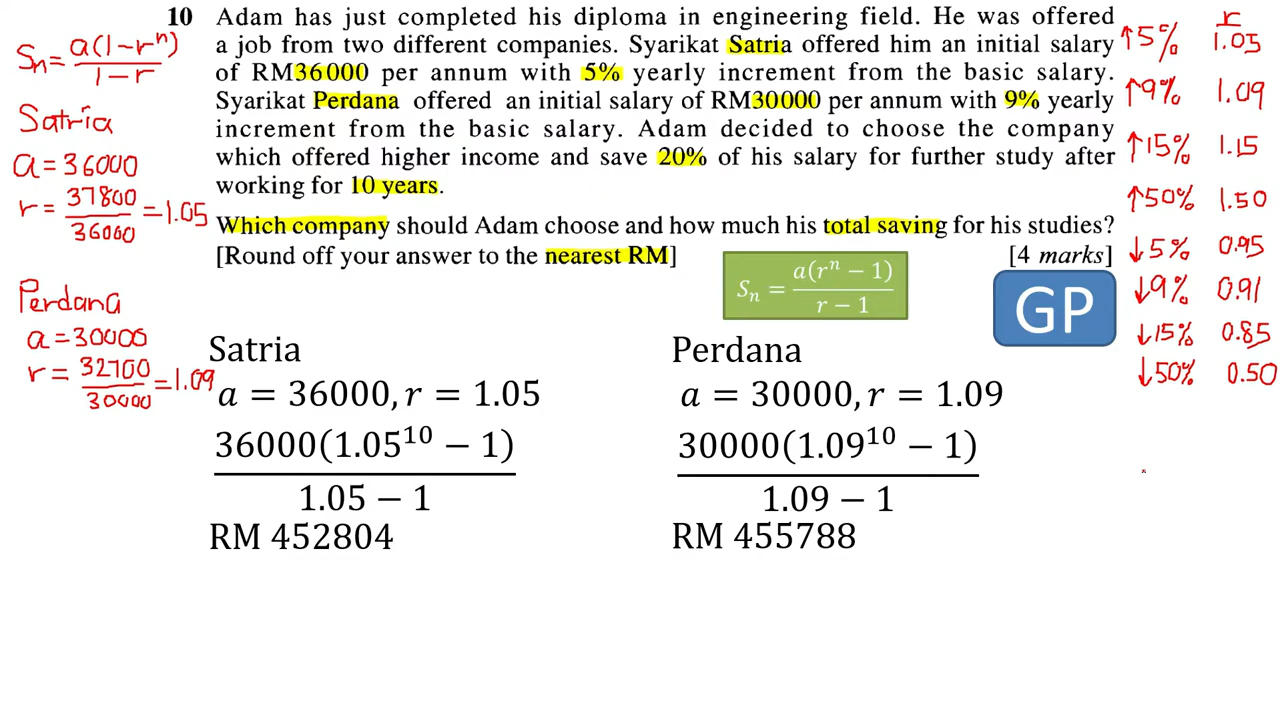 10 Adam has just completed his diploma in engineering field. He was offered
a job from two different companies. Syarikat Satria offered him an initial salary
of RM36000 per annum with 5% yearly increment from the basic salary.
Syarikat Perdana offered an initial salary of RM30000 per annum with 9% yearly
increment from the basic salary. Adam decided to choose the company
which offered higher income and save 20% of his salary for further study after
working for 10 years.
Which company should Adam choose and how much his total saving for his studies?
[Round off your answer to the nearest RM] [4 marks]
Sn = a(1-rⁿ)/1-r
Satria
a = 36000
r = 37800/36000 = 1.05
Perdana
a = 30000
r = 32700/30000 = 1.09
Sn = a(rⁿ − 1)/r − 1
GP
Satria
a = 36000, r = 1.05
36000(1.05¹⁰ − 1)
1.05 − 1
RM 452804
Perdana
a = 30000, r = 1.09
30000(1.09¹⁰ − 1)
1.09 − 1
RM 455788
r
↑5% 1.05
↑9% 1.09
↑15% 1.15
↑50% 1.50
↓5% 0.95
↓9% 0.91
↓15% 0.85
↓50% 0.50